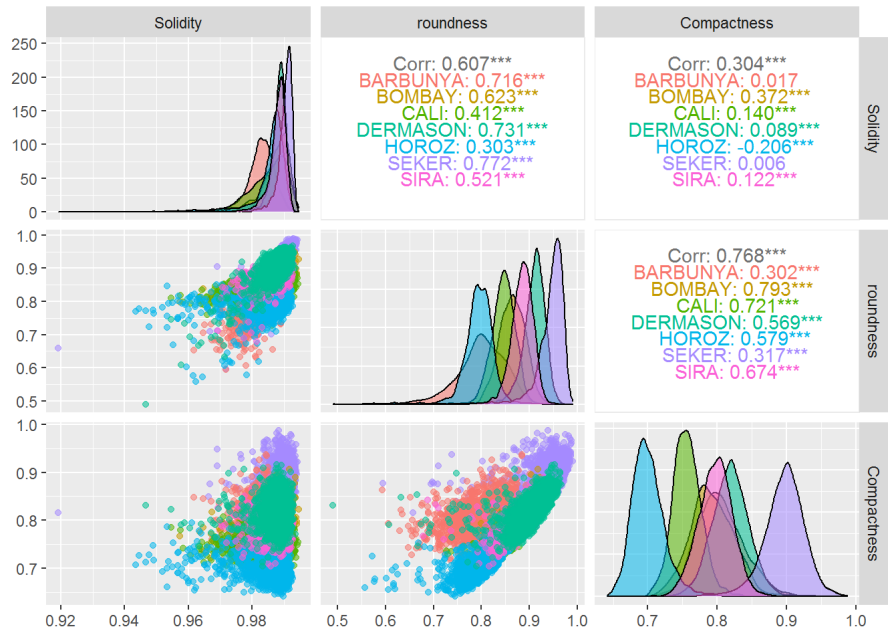 Solidity
roundness
Compactness
250
200
150
100
50
0
Corr: 0.607***
BARBUNYA: 0.716***
BOMBAY: 0.623***
CALI: 0.412***
DERMASON: 0.731***
HOROZ: 0.303***
SEKER: 0.772***
SIRA: 0.521***
Corr: 0.304***
BARBUNYA: 0.017
BOMBAY: 0.372***
CALI: 0.140***
DERMASON: 0.089***
HOROZ: -0.206***
SEKER: 0.006
SIRA: 0.122***
Solidity
1.0
0.9
0.8
0.7
0.6
0.5
Corr: 0.768***
BARBUNYA: 0.302***
BOMBAY: 0.793***
CALI: 0.721***
DERMASON: 0.569***
HOROZ: 0.579***
SEKER: 0.317***
SIRA: 0.674***
roundness
1.0
0.9
0.8
0.7
Compactness
0.92
0.94
0.96
0.98
0.5
0.6
0.7
0.8
0.9
1.0
0.7
0.8
0.9
1.0